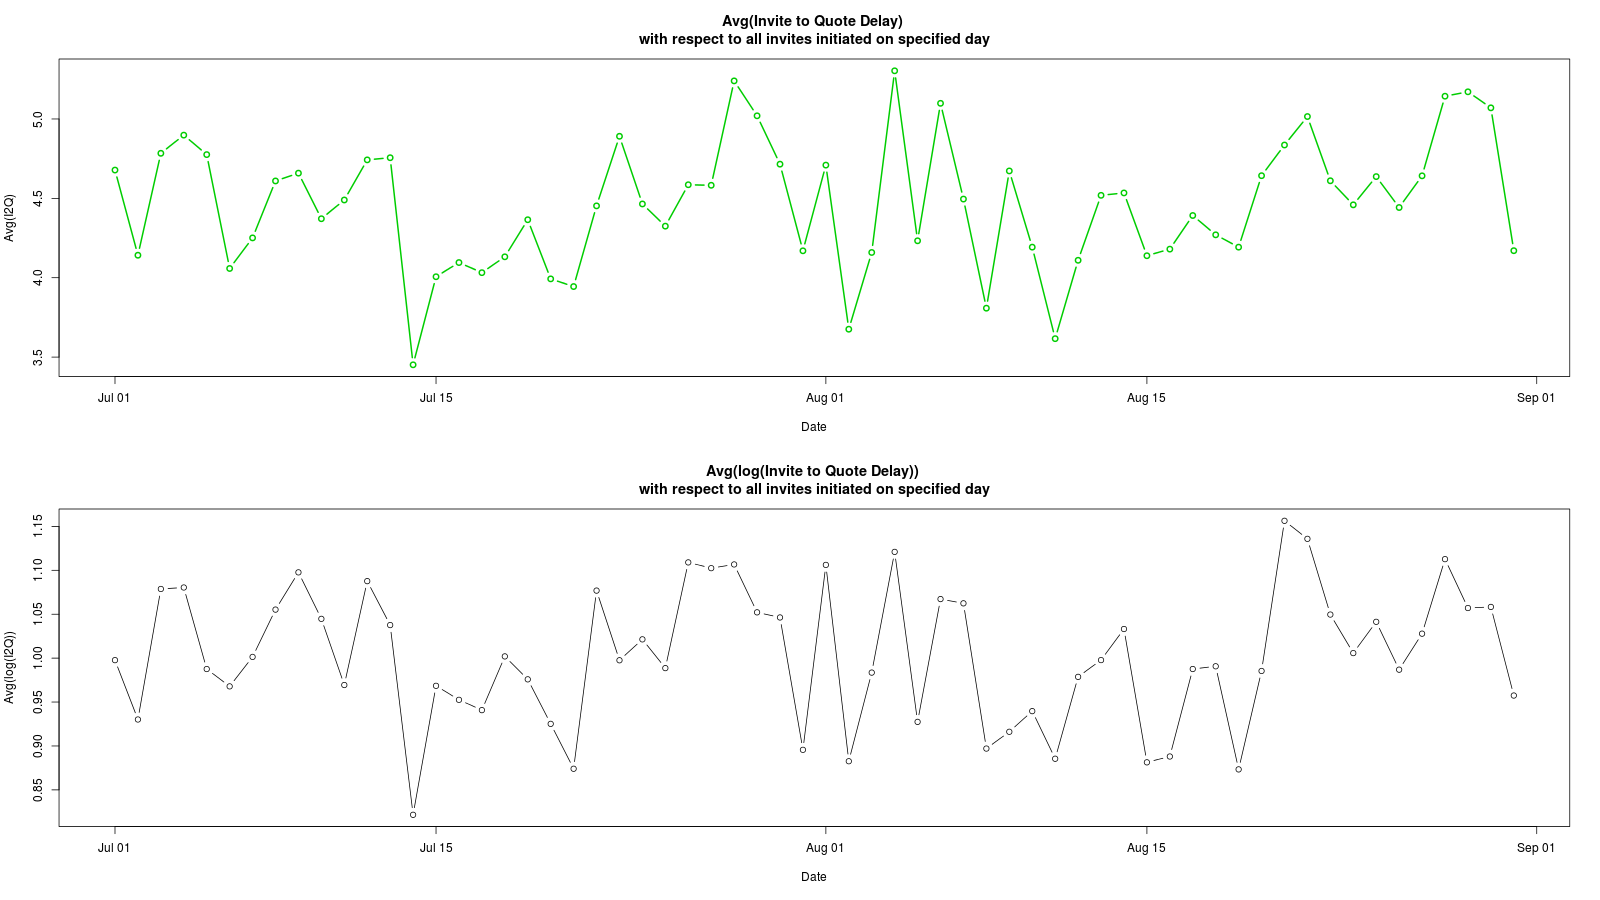 Avg(Invite to Quote Delay)
with respect to all invites initiated on specified day
Avg(I2Q)
5.0
4.5
4.0
3.5
Jul 01
Jul 15
Aug 01
Aug 15
Sep 01
Date
Avg(log(Invite to Quote Delay))
with respect to all invites initiated on specified day
Avg(log(I2Q))
1.15
1.10
1.05
1.00
0.95
0.90
0.85
Jul 01
Jul 15
Aug 01
Aug 15
Sep 01
Date